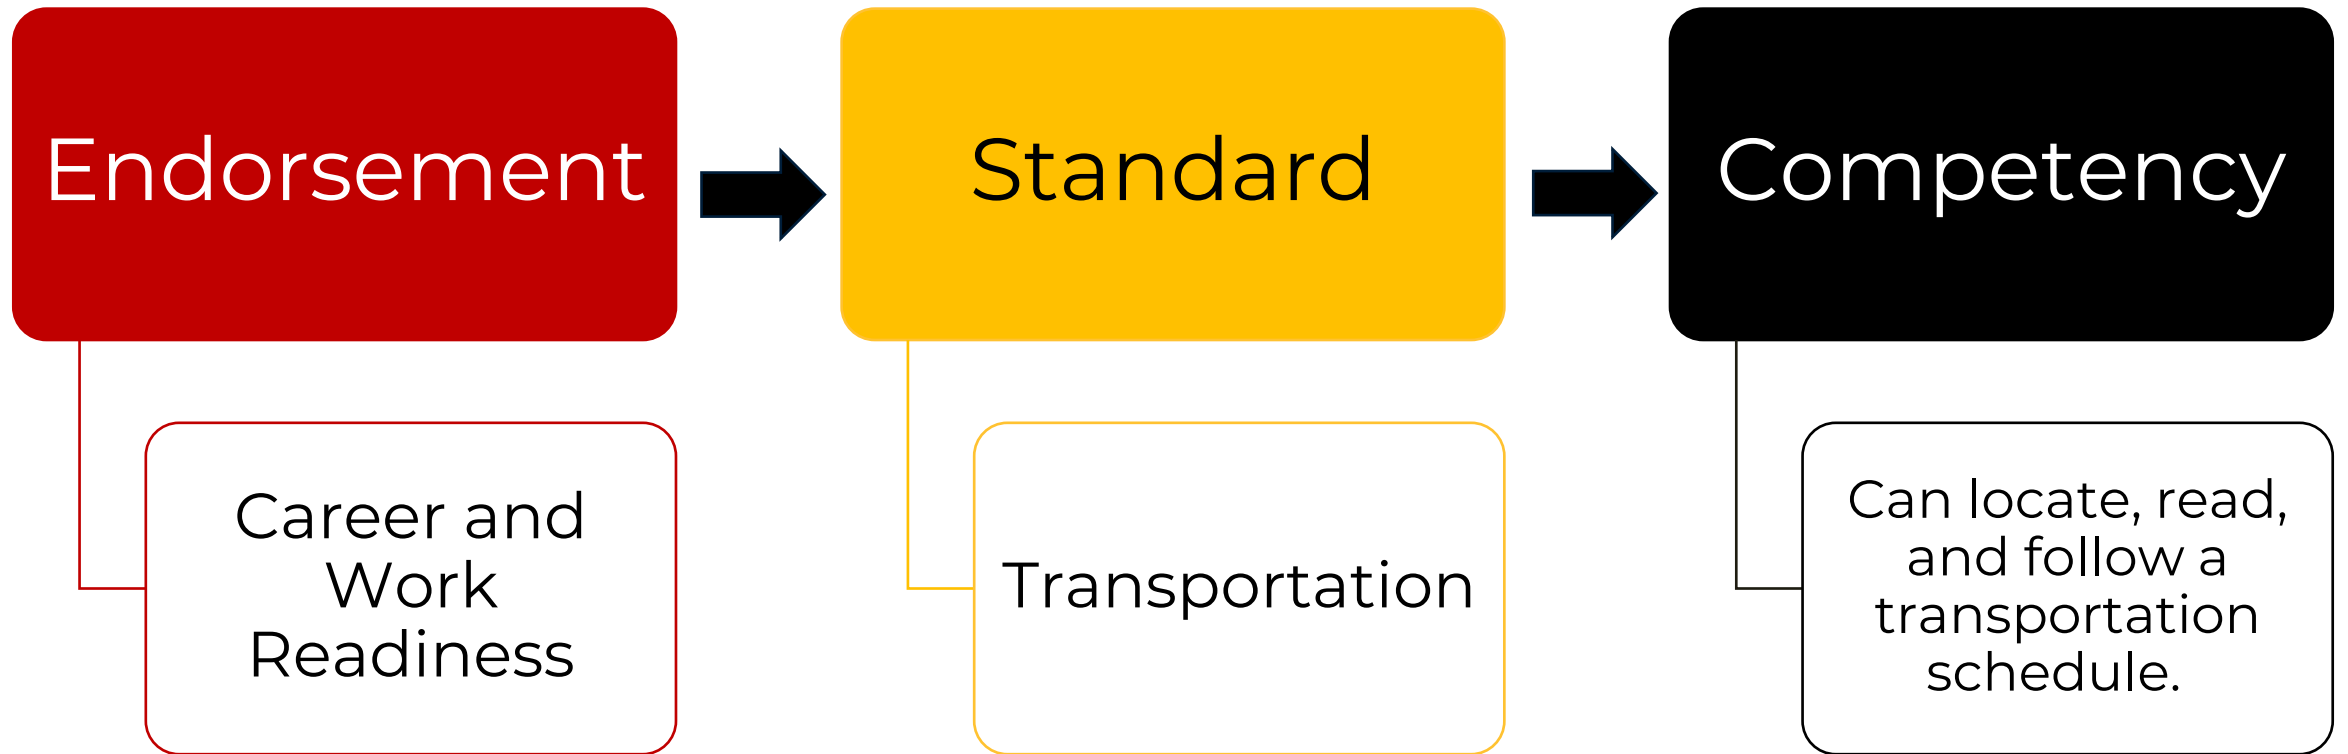 Endorsement
Career and
Work
Readiness
Standard
Transportation
Competency
Can locate, read,
and follow a
transportation
schedule.